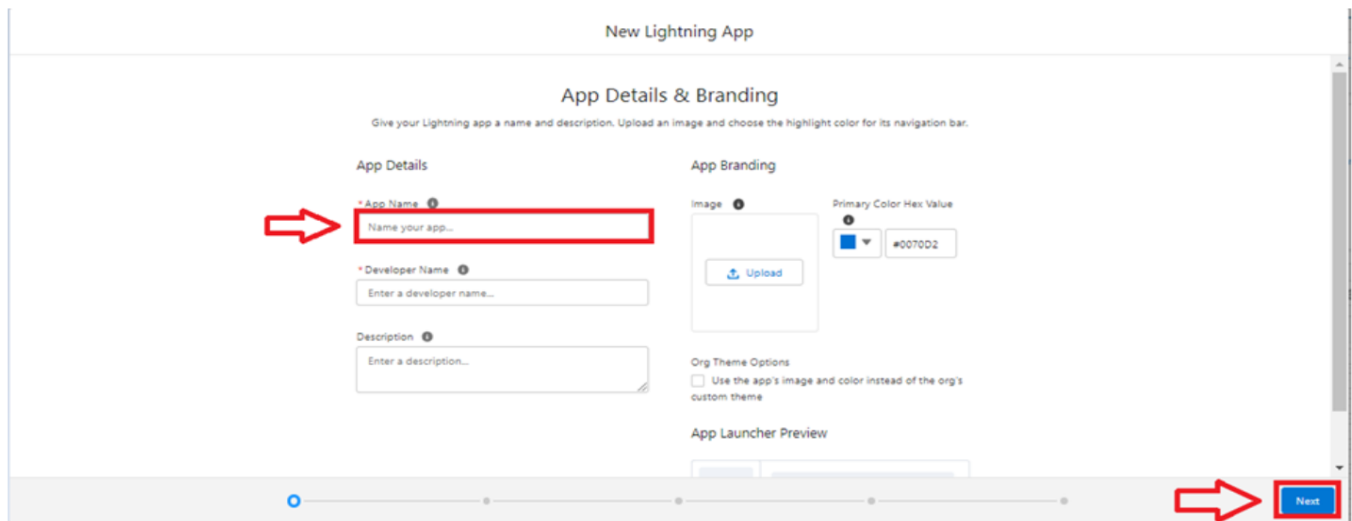 New Lightning App
App Details & Branding
Give your Lightning app a name and description. Upload an image and choose the highlight color for its navigation bar.
App Details
* App Name
Name your app...
* Developer Name
Enter a developer name...
Description
Enter a description...
App Branding
Image
Upload
Primary Color Hex Value
#0070D2
Org Theme Options
Use the app's image and color instead of the org's
custom theme
App Launcher Preview
Next